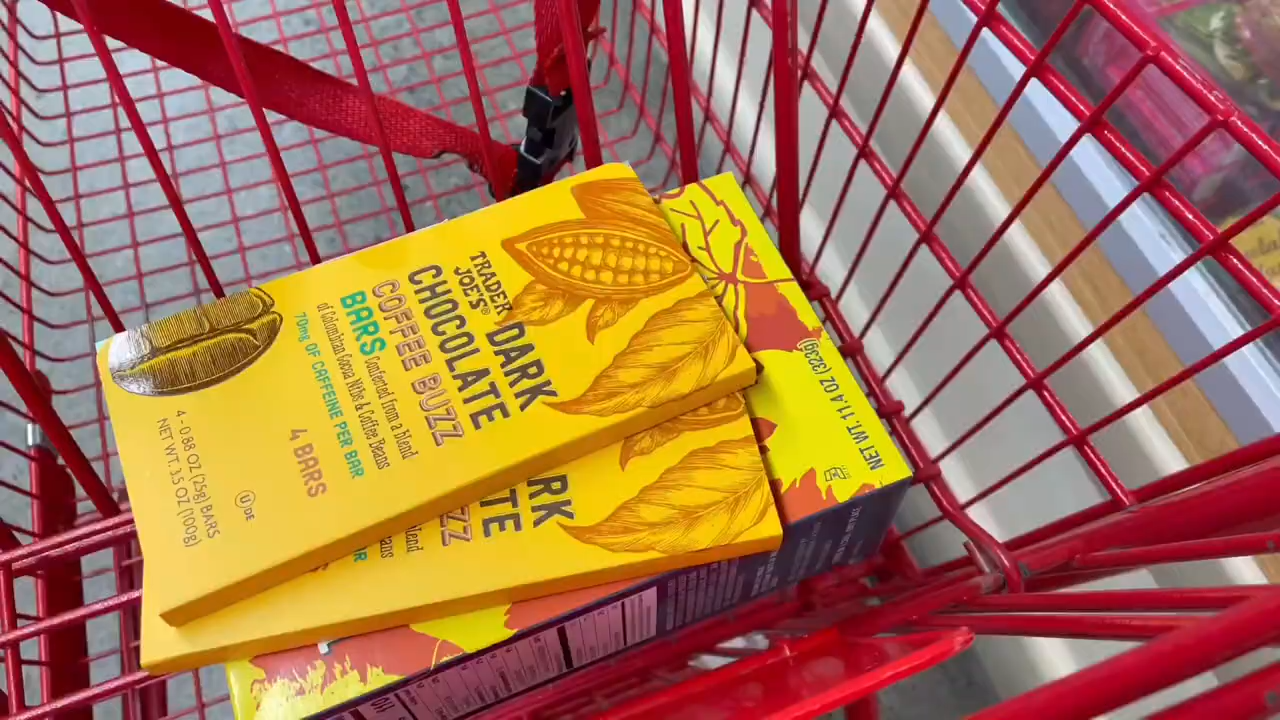 TRADER
JOE'S®
DARK
CHOCOLATE
COFFEE BUZZ
BARS Confected from a blend
of Colombian Cocoa Nibs & Coffee Beans
70mg OF CAFFEINE PER BAR
4 BARS
4-0.88 OZ (25g) BARS
NET WT. 3.5 OZ (100g)
U DE
RK
TE
ZZ
lend
ans
AR
NET WT. 11.4 OZ (323g)